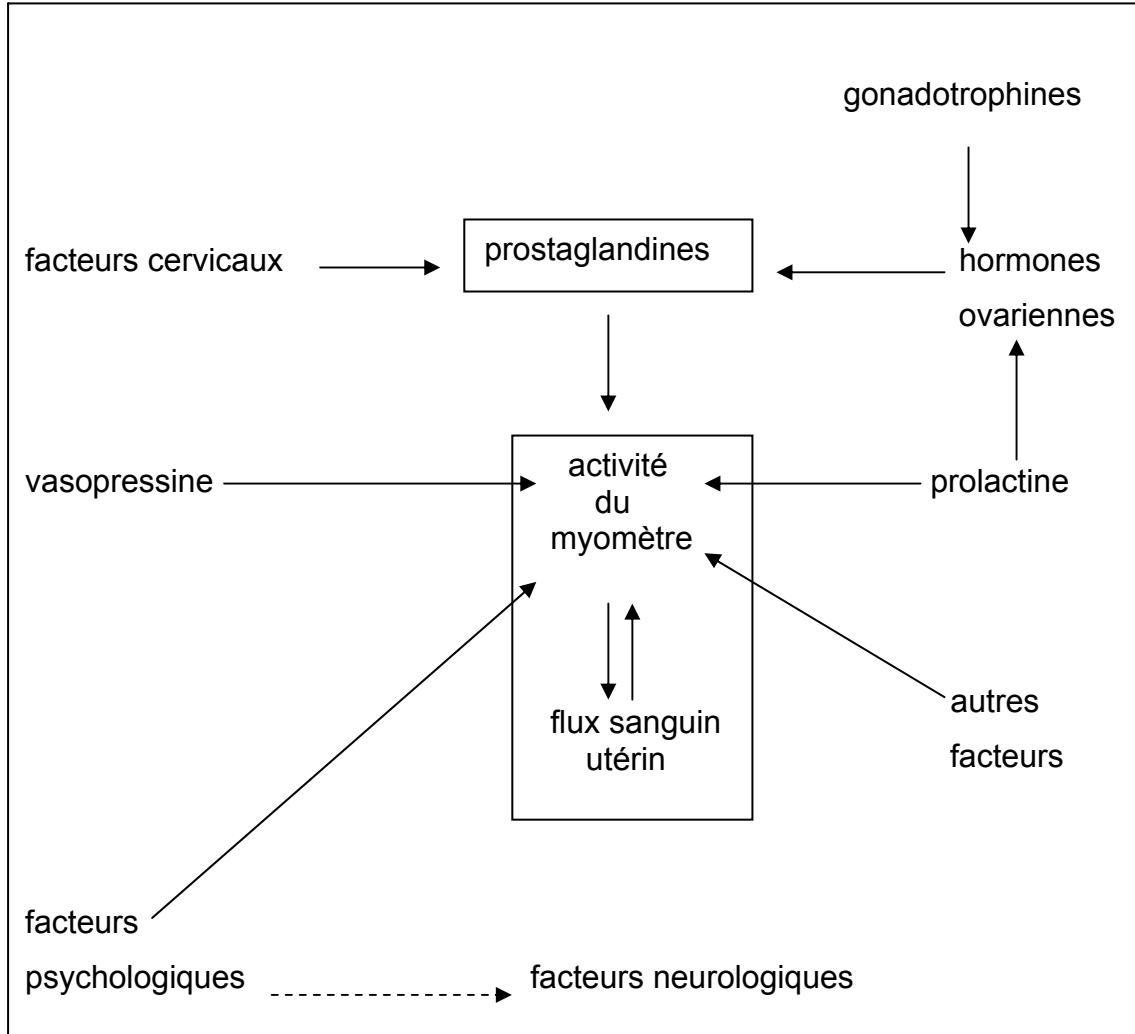 gonadotrophines
facteurs cervicaux
prostaglandines
hormones
ovariennes
vasopressine
activité
du
myomètre
prolactine
flux sanguin
utérin
autres
facteurs
facteurs
psychologiques
facteurs neurologiques